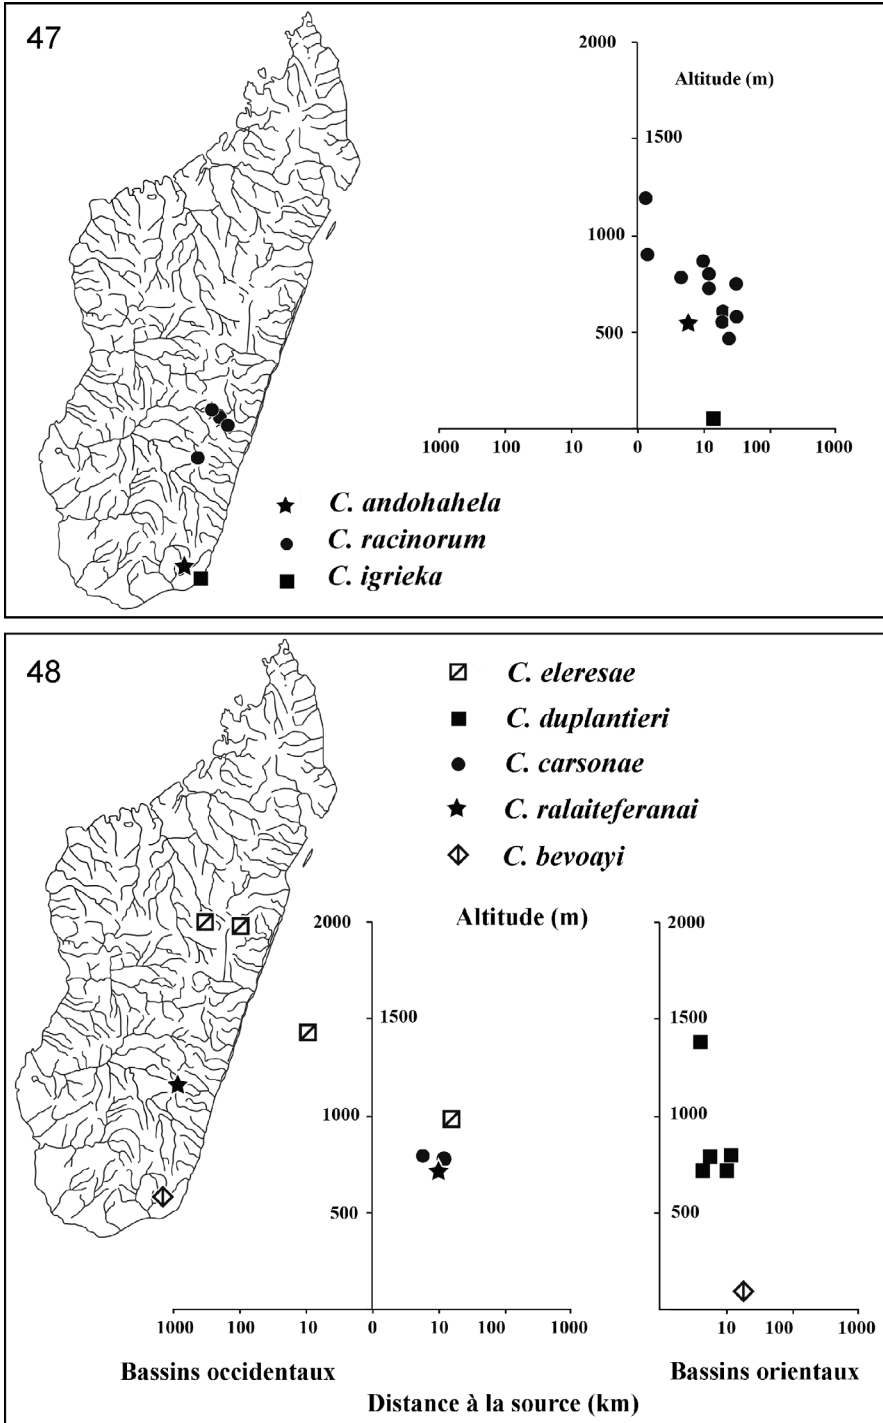 47
2000
Altitude (m)
1500
1000
500
1000 100 10 0 10 100 1000
C. andohahela
C. racinorum
C. igrieka
48
C. eleresae
C. duplantieri
C. carsonae
C. ralaiteferanai
C. bevoayi
2000 Altitude (m) 2000
1500 1500
1000 1000
500 500
1000 100 10 0 10 100 1000 10 100 1000
Bassins occidentaux Bassins orientaux
Distance à la source (km)